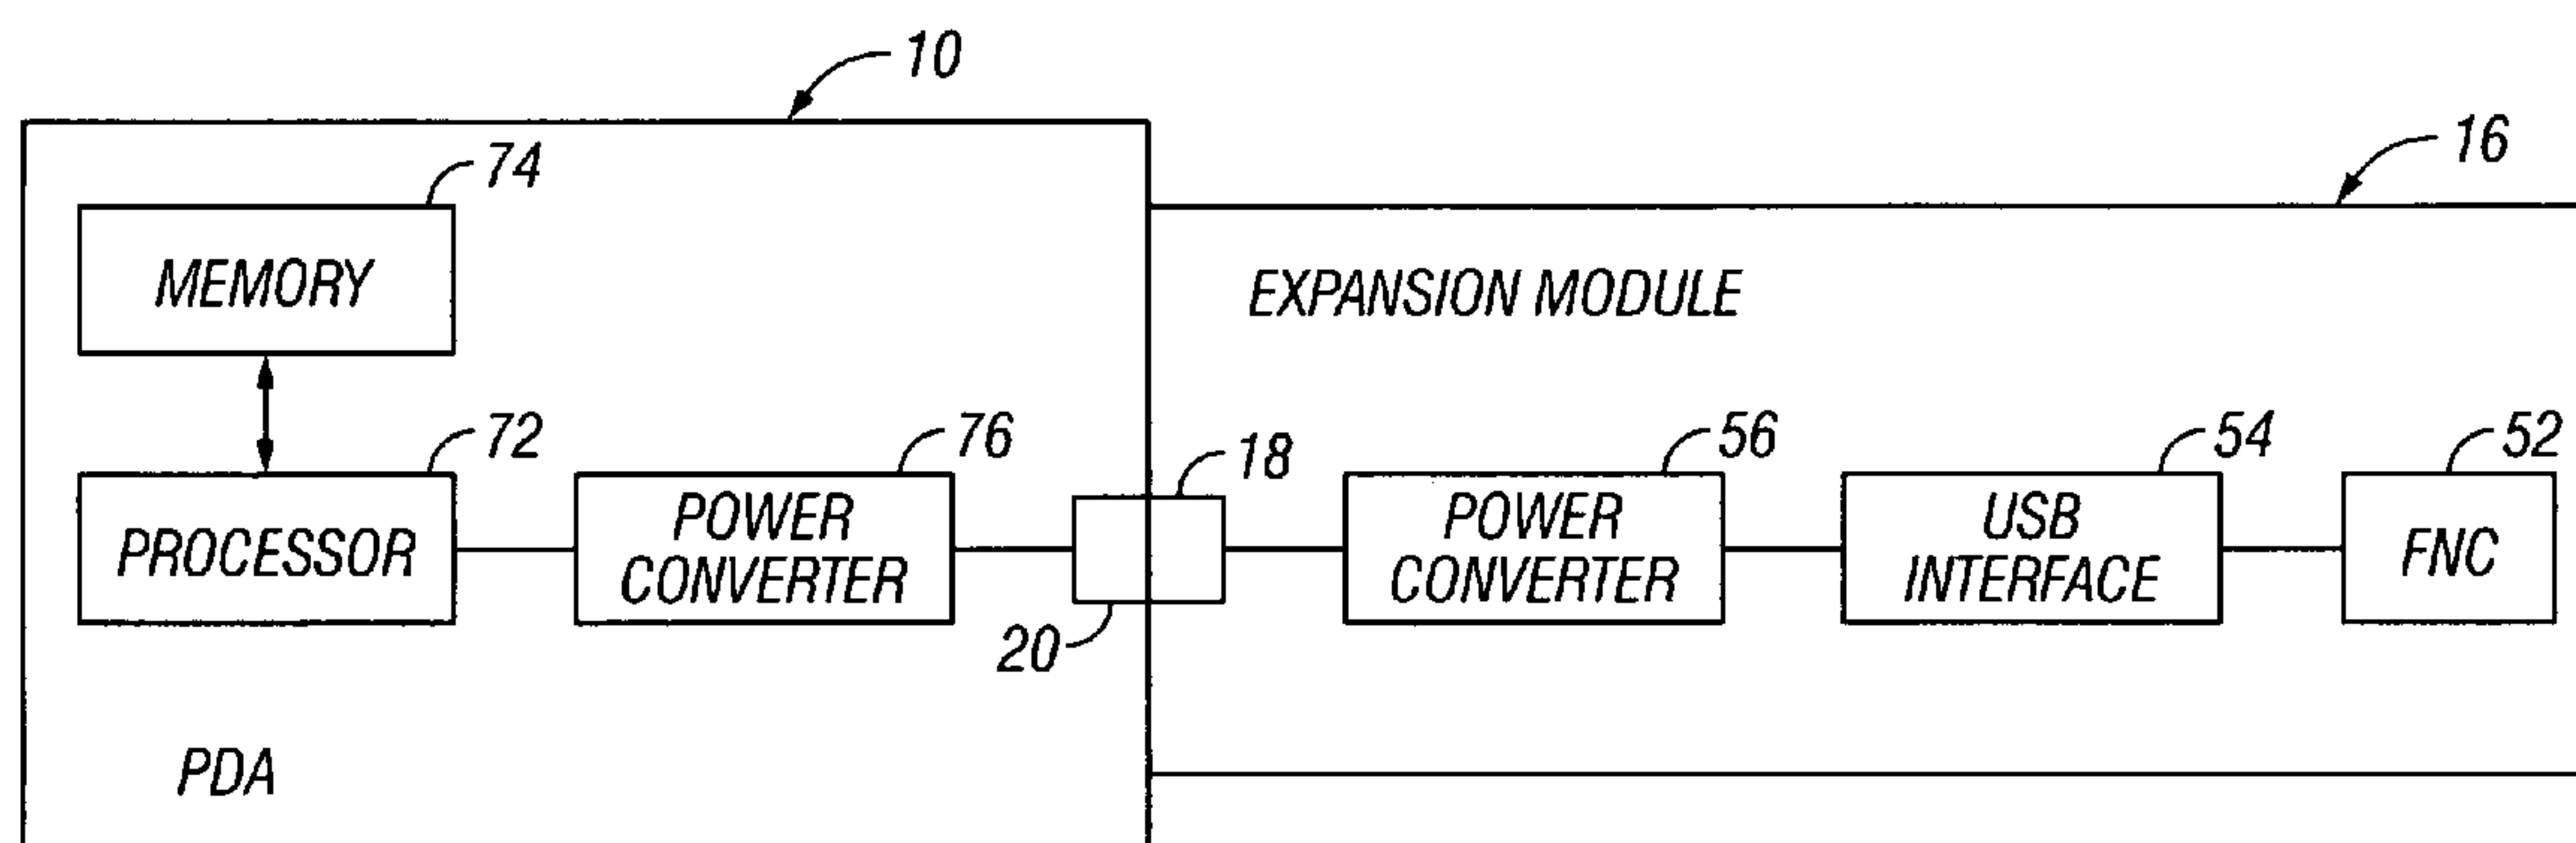 10
16
74
MEMORY
EXPANSION MODULE
72
76
18
56
54
52
PROCESSOR
POWER
CONVERTER
POWER
CONVERTER
USB
INTERFACE
FNC
20
PDA